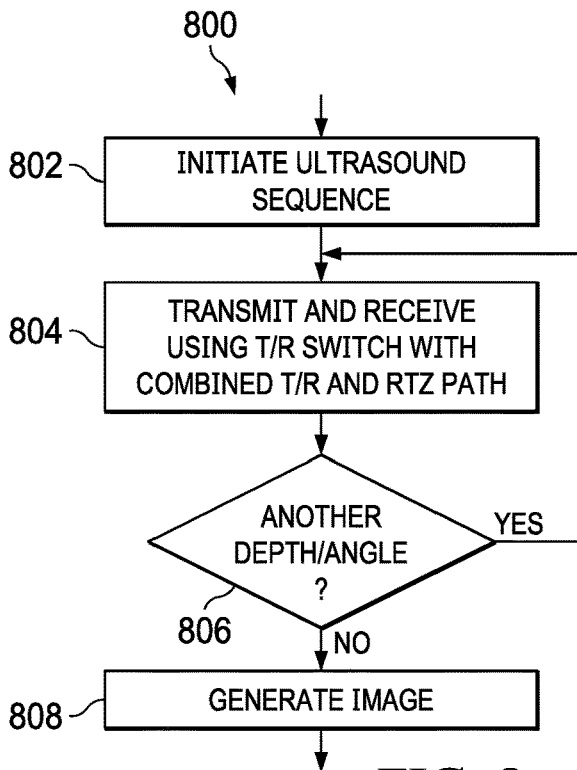 800
802
INITIATE ULTRASOUND
SEQUENCE
804
TRANSMIT AND RECEIVE
USING T/R SWITCH WITH
COMBINED T/R AND RTZ PATH
ANOTHER
DEPTH/ANGLE
?
YES
806
NO
808
GENERATE IMAGE